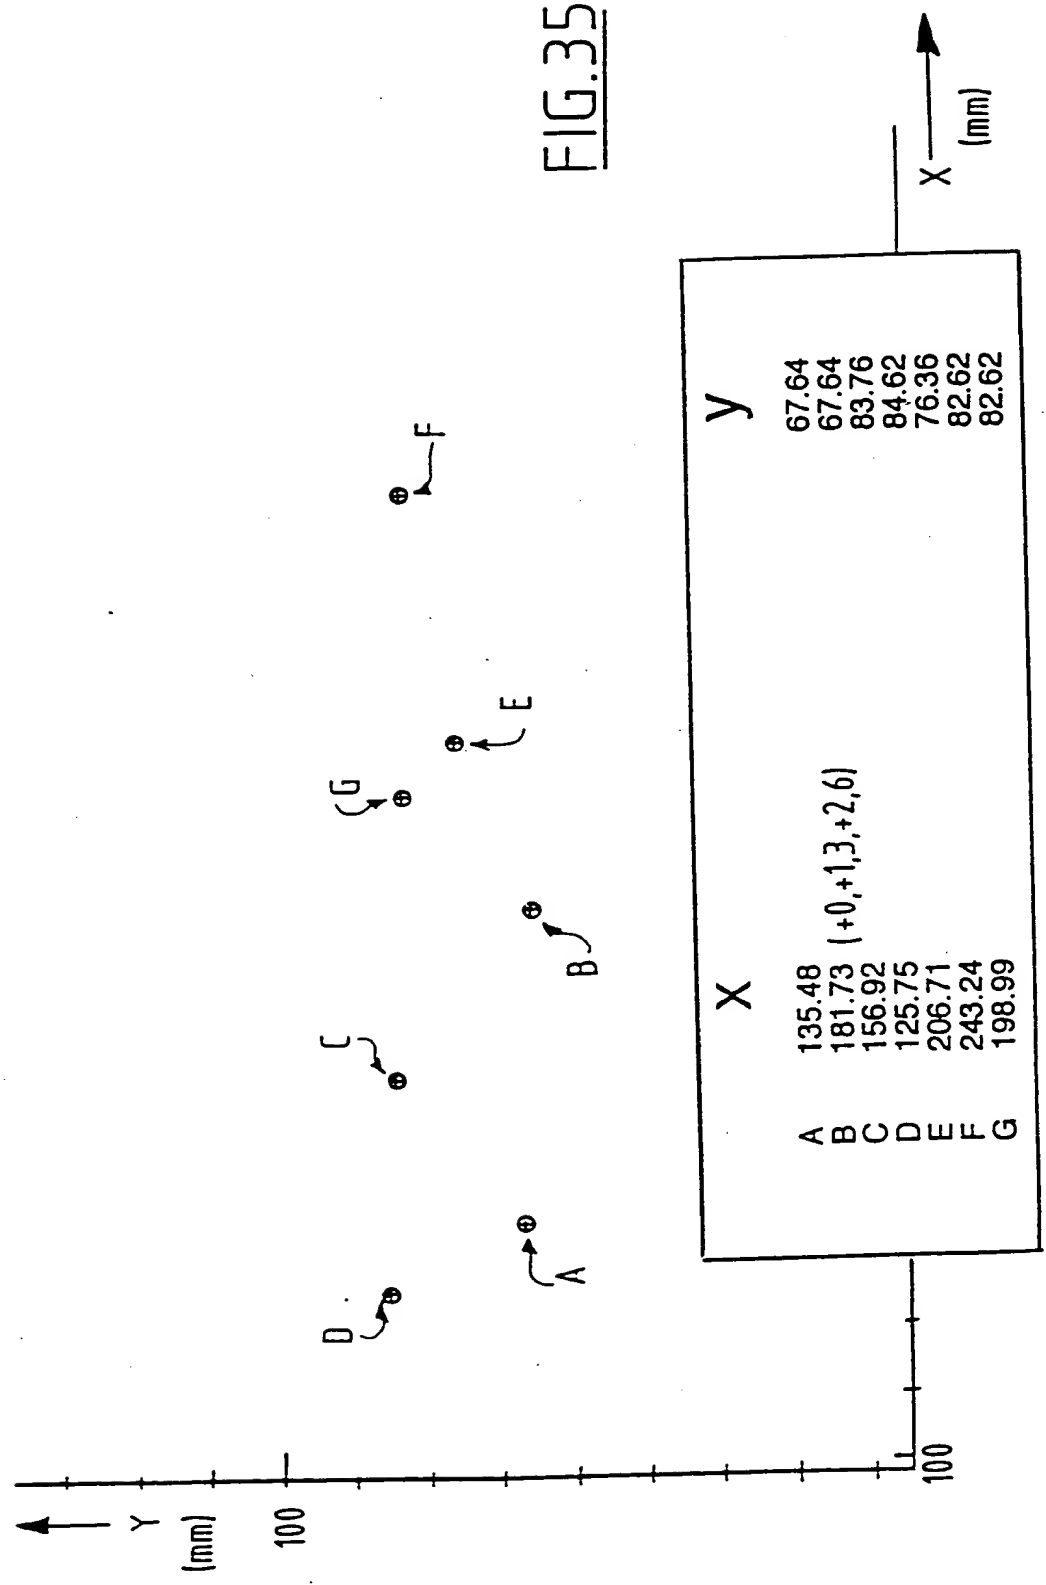 FIG.35
Y
(mm)
100
D
C
G
F
E
B
A
100
X
(mm)
X y
A 135.48 67.64
B 181.73 (+0,+1,3,+2,6) 67.64
C 156.92 83.76
D 125.75 84.62
E 206.71 76.36
F 243.24 82.62
G 198.99 82.62